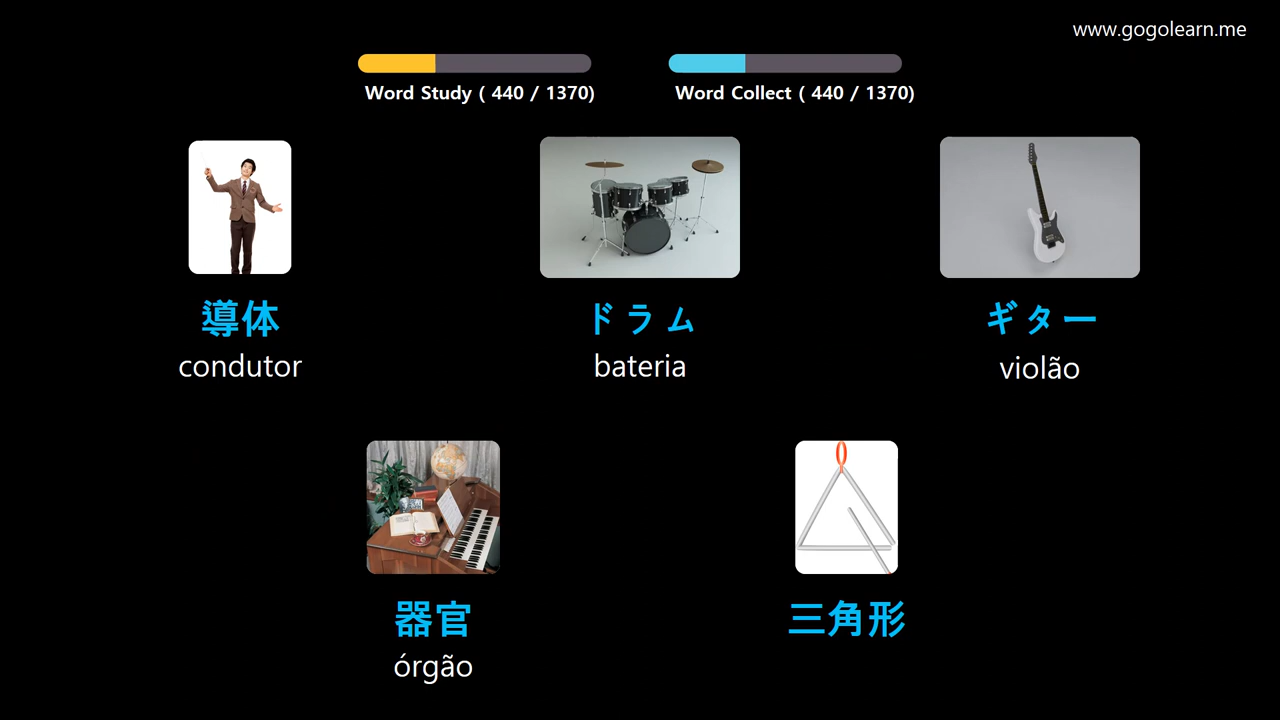 www.gogolearn.me
Word Study ( 440 / 1370)
Word Collect ( 440 / 1370)
導体
condutor
ドラム
bateria
ギター
violão
器官
órgão
三角形